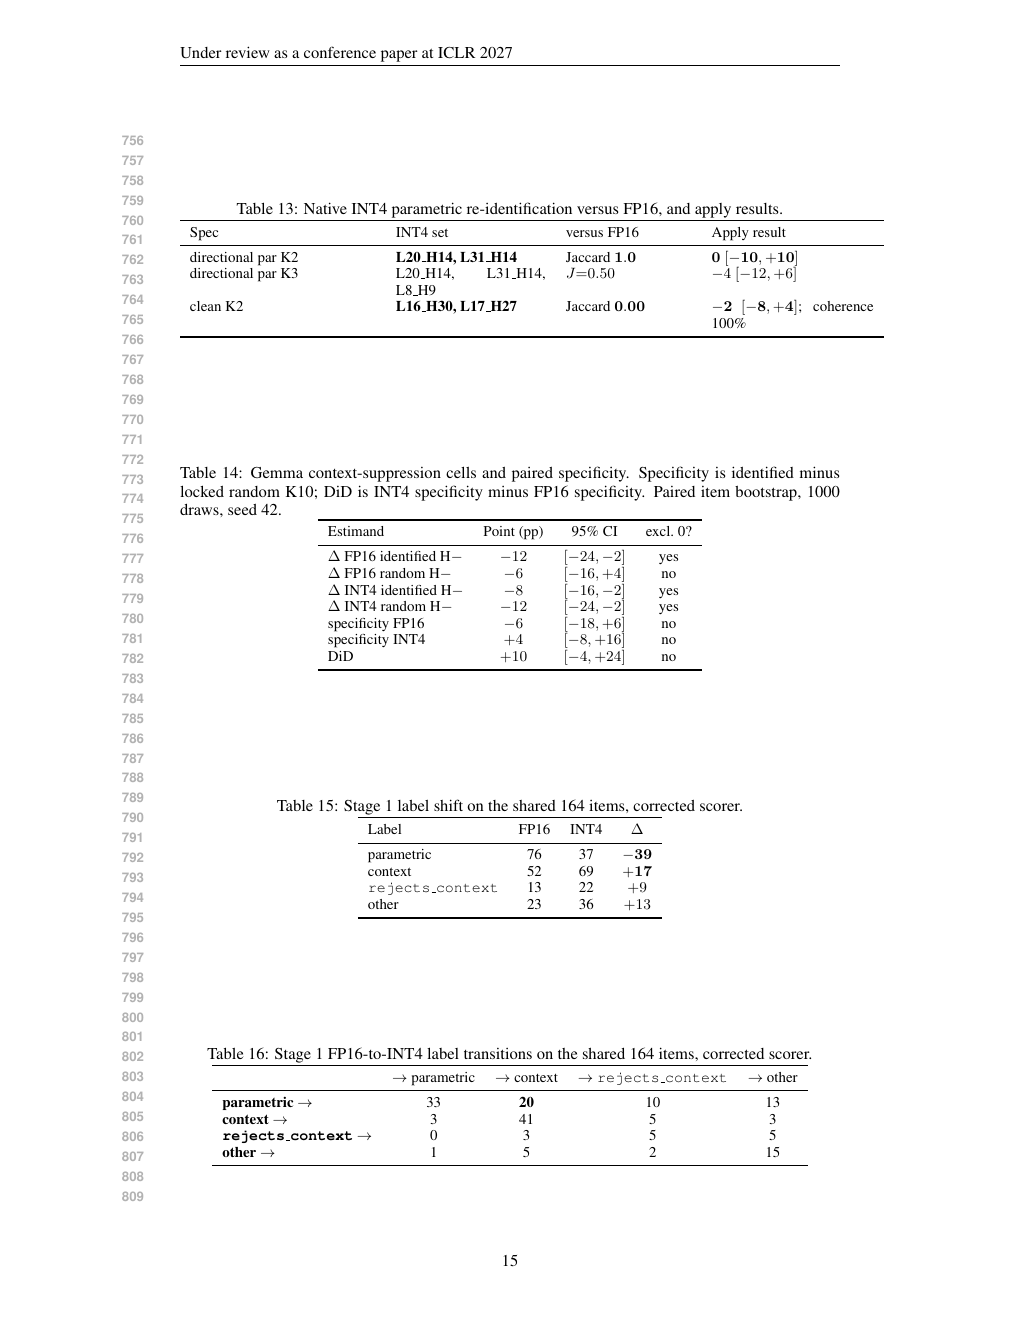 Under review as a conference paper at ICLR 2027
756
757
758
759
760
761
762
763
764
765
766
767
768
769
770
771
772
773
774
775
776
777
778
779
780
781
782
783
784
785
786
787
788
789
790
791
792
793
794
795
796
797
798
799
800
801
802
803
804
805
806
807
808
809
Table 13: Native INT4 parametric re-identification versus FP16, and apply results.
Spec INT4 set versus FP16 Apply result
directional par K2 L20_H14, L31_H14 Jaccard 1.0 0 [−10, +10]
directional par K3 L20_H14, L31_H14, J=0.50 −4 [−12, +6]
L8_H9
clean K2 L16_H30, L17_H27 Jaccard 0.00 −2 [−8, +4]; coherence
100%
Table 14: Gemma context-suppression cells and paired specificity. Specificity is identified minus
locked random K10; DiD is INT4 specificity minus FP16 specificity. Paired item bootstrap, 1000
draws, seed 42.
Estimand Point (pp) 95% CI excl. 0?
Δ FP16 identified H− −12 [−24, −2] yes
Δ FP16 random H− −6 [−16, +4] no
Δ INT4 identified H− −8 [−16, −2] yes
Δ INT4 random H− −12 [−24, −2] yes
specificity FP16 −6 [−18, +6] no
specificity INT4 +4 [−8, +16] no
DiD +10 [−4, +24] no
Table 15: Stage 1 label shift on the shared 164 items, corrected scorer.
Label FP16 INT4 Δ
parametric 76 37 −39
context 52 69 +17
rejects_context 13 22 +9
other 23 36 +13
Table 16: Stage 1 FP16-to-INT4 label transitions on the shared 164 items, corrected scorer.
→ parametric → context → rejects_context → other
parametric → 33 20 10 13
context → 3 41 5 3
rejects_context → 0 3 5 5
other → 1 5 2 15
15